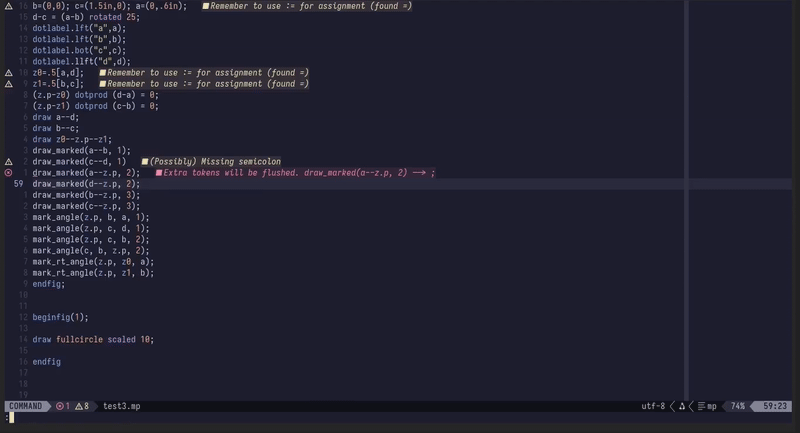 16 b=(0,0); c=(1.5in,0); a=(0,.6in); ■Remember to use := for assignment (found =)
15 d-c = (a-b) rotated 25;
14 dotlabel.lft("a",a);
13 dotlabel.lft("b",b);
12 dotlabel.bot("c",c);
11 dotlabel.llft("d",d);
10 z0=.5[a,d]; ■Remember to use := for assignment (found =)
9 z1=.5[b,c]; ■Remember to use := for assignment (found =)
8 (z.p-z0) dotprod (d-a) = 0;
7 (z.p-z1) dotprod (c-b) = 0;
6 draw a--d;
5 draw b--c;
4 draw z0--z.p--z1;
3 draw_marked(a--b, 1);
2 draw_marked(c--d, 1) ■(Possibly) Missing semicolon
1 draw_marked(a--z.p, 2); ■Extra tokens will be flushed. draw_marked(a--z.p, 2) --> ;
59 draw_marked(d--z.p, 2);
1 draw_marked(b--z.p, 3);
2 draw_marked(c--z.p, 3);
3 mark_angle(z.p, b, a, 1);
4 mark_angle(z.p, c, d, 1);
5 mark_angle(z.p, c, b, 2);
6 mark_angle(c, b, z.p, 2);
7 mark_rt_angle(z.p, z0, a);
8 mark_rt_angle(z.p, z1, b);
9 endfig;
10
11
12 beginfig(1);
13
14 draw fullcircle scaled 10;
15
16 endfig
17
18
19
COMMAND 1 8 test3.mp utf-8 mp 74% 59:23
: